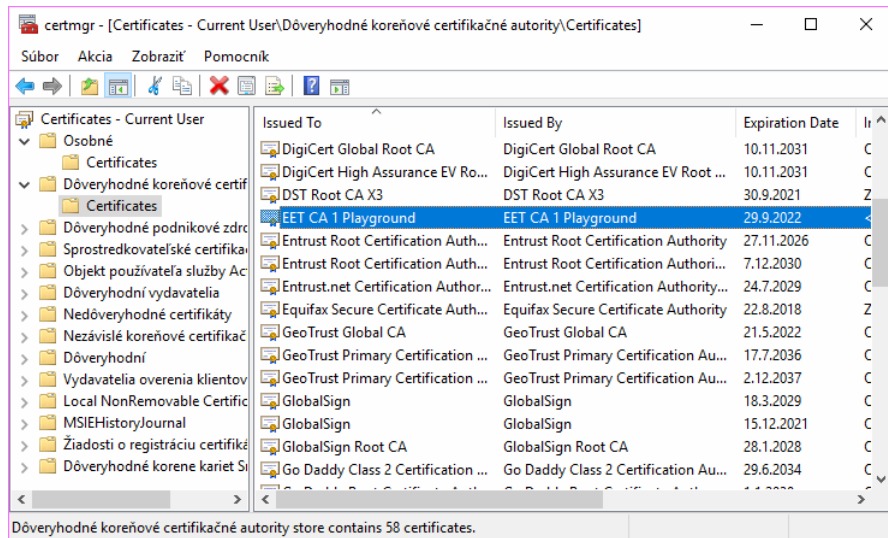 certmgr - [Certificates - Current User\Dôveryhodné koreňové certifikačné autority\Certificates]
Súbor Akcia Zobraziť Pomocník
Certificates - Current User
Osobné
Certificates
Dôveryhodné koreňové certif
Certificates
Dôveryhodné podnikové zdro
Sprostredkovateľské certifika
Objekt používateľa služby Ac
Dôveryhodní vydavatelia
Nedôveryhodné certifikáty
Nezávislé koreňové certifikač
Dôveryhodní
Vydavatelia overenia klientov
Local NonRemovable Certific
MSIEHistoryJournal
Žiadosti o registráciu certifiká
Dôveryhodné korene kariet Sm
Issued To Issued By Expiration Date
DigiCert Global Root CA DigiCert Global Root CA 10.11.2031
DigiCert High Assurance EV Ro... DigiCert High Assurance EV Root ... 10.11.2031
DST Root CA X3 DST Root CA X3 30.9.2021
EET CA 1 Playground EET CA 1 Playground 29.9.2022
Entrust Root Certification Auth... Entrust Root Certification Authority 27.11.2026
Entrust Root Certification Auth... Entrust Root Certification Authori... 7.12.2030
Entrust.net Certification Author... Entrust.net Certification Authority... 24.7.2029
Equifax Secure Certificate Auth... Equifax Secure Certificate Authority 22.8.2018
GeoTrust Global CA GeoTrust Global CA 21.5.2022
GeoTrust Primary Certification ... GeoTrust Primary Certification Au... 17.7.2036
GeoTrust Primary Certification ... GeoTrust Primary Certification Au... 2.12.2037
GlobalSign GlobalSign 18.3.2029
GlobalSign GlobalSign 15.12.2021
GlobalSign Root CA GlobalSign Root CA 28.1.2028
Go Daddy Class 2 Certification ... Go Daddy Class 2 Certification Au... 29.6.2034
Dôveryhodné koreňové certifikačné autority store contains 58 certificates.